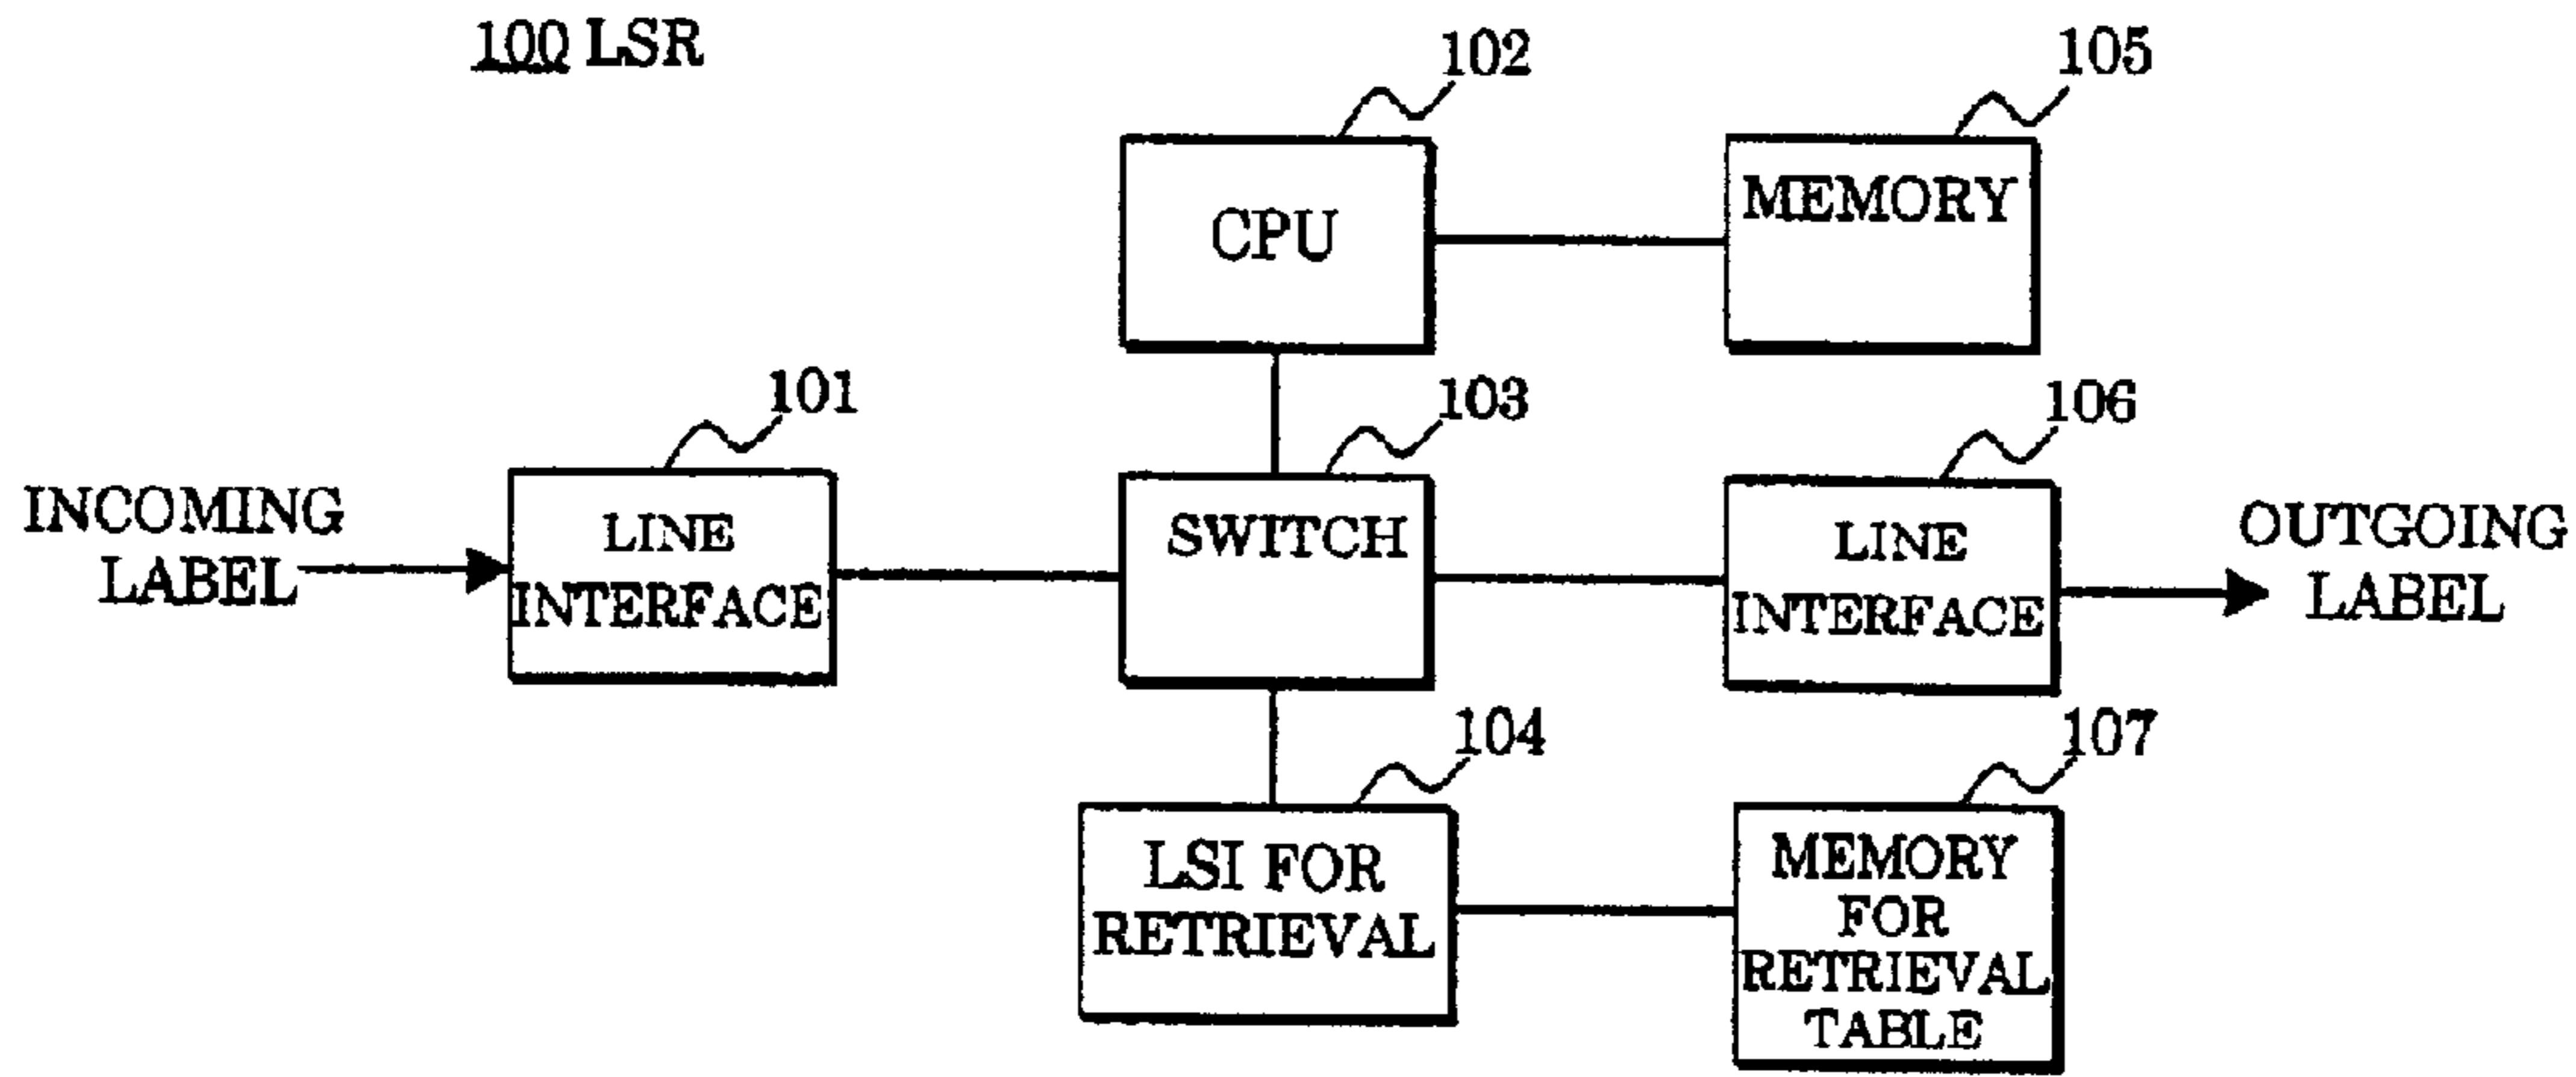 100 LSR
102
105
CPU
MEMORY
101
103
106
INCOMING
LABEL
LINE
INTERFACE
SWITCH
LINE
INTERFACE
OUTGOING
LABEL
104
107
LSI FOR
RETRIEVAL
MEMORY
FOR
RETRIEVAL
TABLE